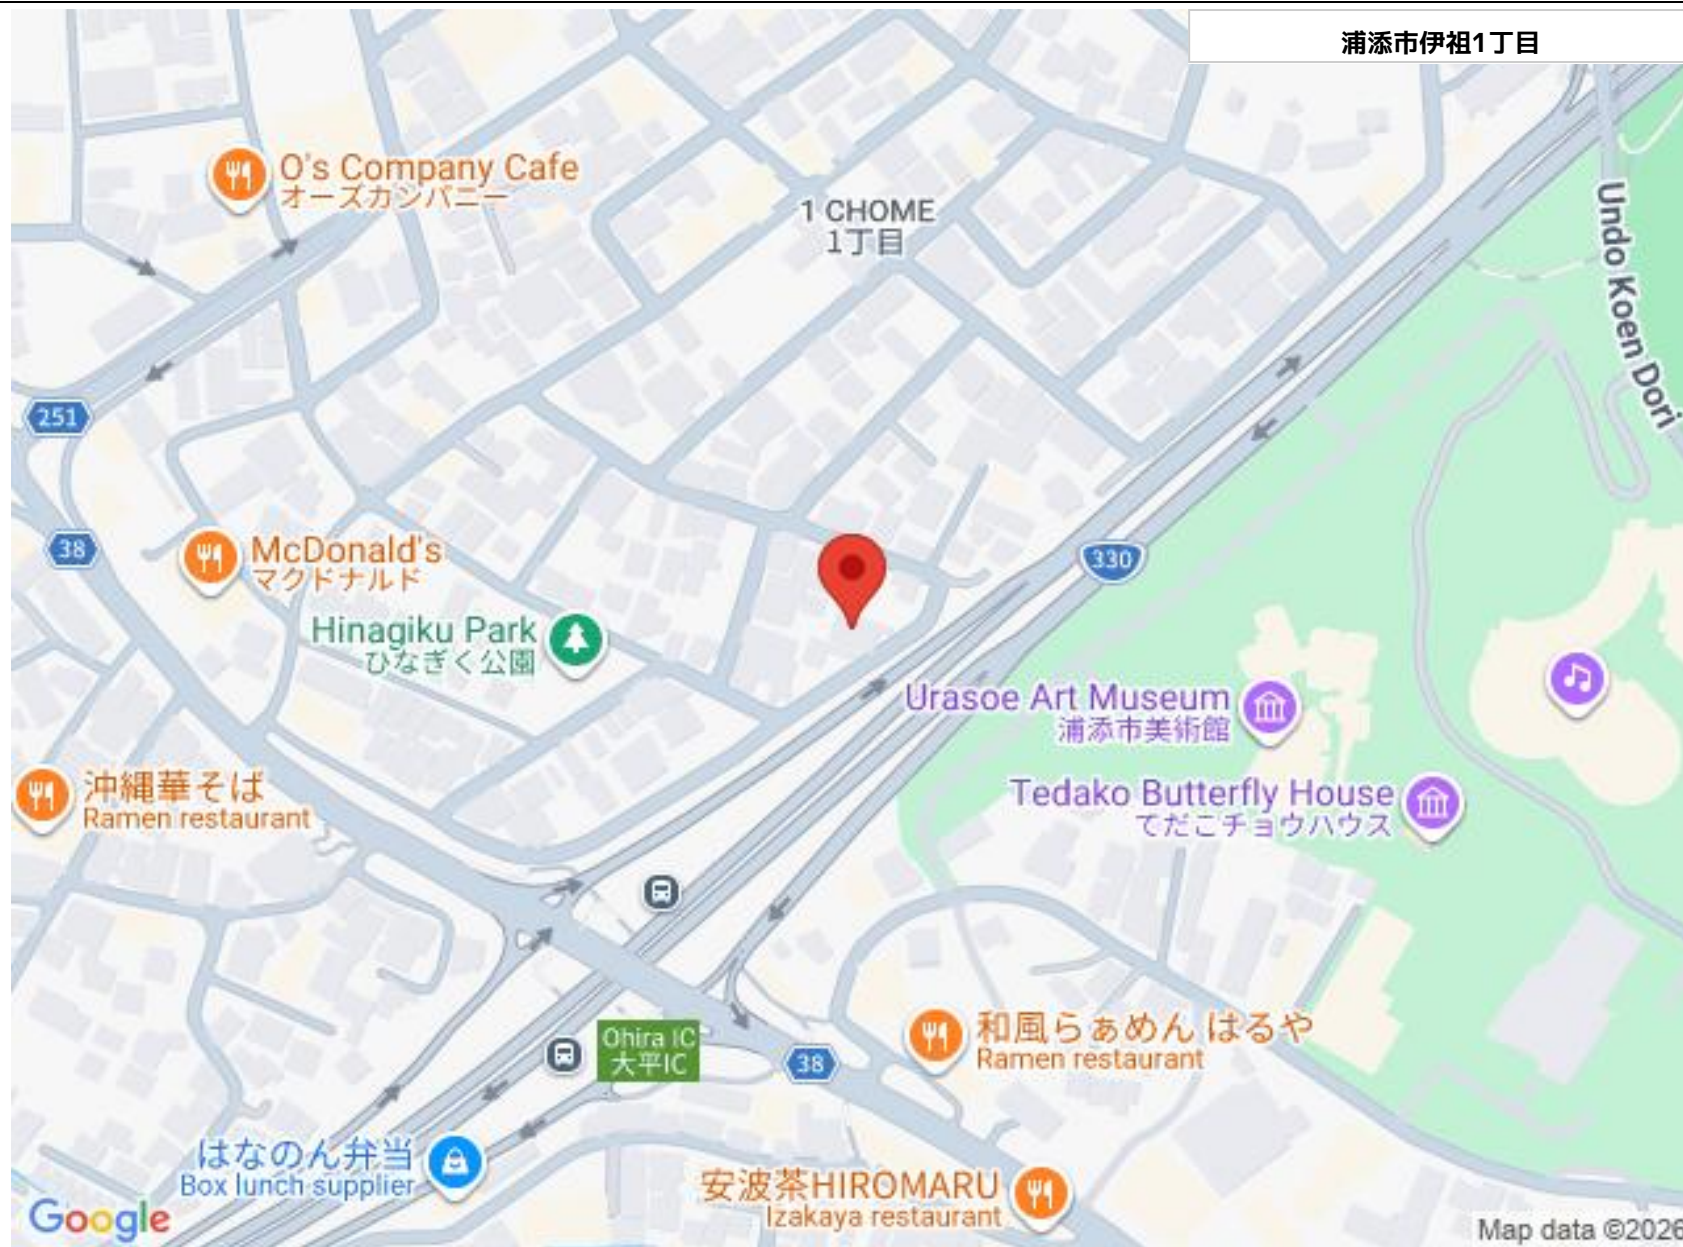 浦添市伊祖1丁目
O's Company Cafe
オーズカンパニー
1 CHOME
1丁目
Undo Koen Dori
251
38
McDonald's
マクドナルド
330
Hinagiku Park
ひなぎく公園
Urasoe Art Museum
浦添市美術館
沖縄華そば
Ramen restaurant
Tedako Butterfly House
てだこチョウハウス
Ohira IC
大平IC
38
和風らぁめん はるや
Ramen restaurant
はなのん弁当
Box lunch supplier
安波茶HIROMARU
Izakaya restaurant
Google
Map data ©2026